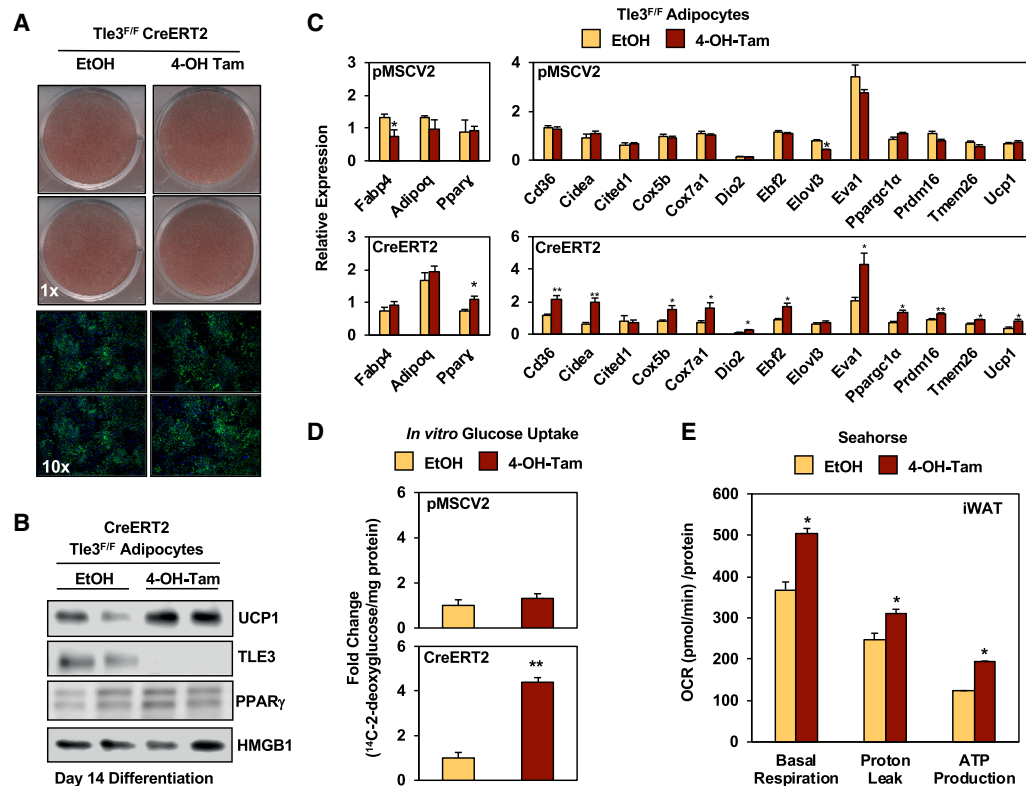 A
Tle3F/F CreERT2
EtOH 4-OH Tam
1x
10x
B
CreERT2
Tle3F/F Adipocytes
EtOH 4-OH-Tam
UCP1
TLE3
PPARγ
HMGB1
Day 14 Differentiation
C
Tle3F/F Adipocytes
EtOH 4-OH-Tam
Relative Expression
pMSCV2
3
2
1
0
*
Fabp4 Adipoq Pparɣ
pMSCV2
4
2
0
*
Cd36 Cidea Cited1 Cox5b Cox7a1 Dio2 Ebf2 Elovl3 Eva1 Ppargc1α Prdm16 Tmem26 Ucp1
CreERT2
3
2
1
0
*
Fabp4 Adipoq Pparɣ
CreERT2
6
4
2
0
** ** * * * * * * ** * *
Cd36 Cidea Cited1 Cox5b Cox7a1 Dio2 Ebf2 Elovl3 Eva1 Ppargc1α Prdm16 Tmem26 Ucp1
D
In vitro Glucose Uptake
EtOH 4-OH-Tam
Fold Change
(14C-2-deoxyglucose/mg protein)
pMSCV2
6
4
2
0
CreERT2
6
4
2
0
**
E
Seahorse
EtOH 4-OH-Tam
iWAT
OCR (pmol/min) /protein
600
500
400
300
200
100
0
* * *
Basal Proton ATP
Respiration Leak Production